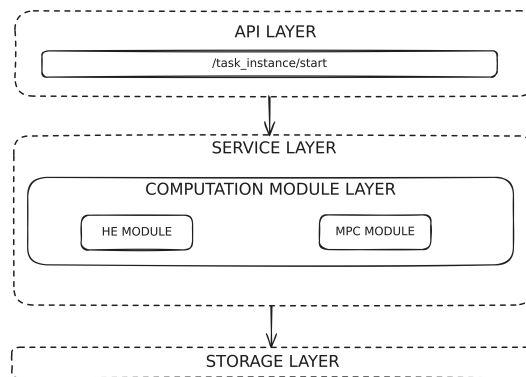 API LAYER
/task_instance/start
SERVICE LAYER
COMPUTATION MODULE LAYER
HE MODULE
MPC MODULE
STORAGE LAYER